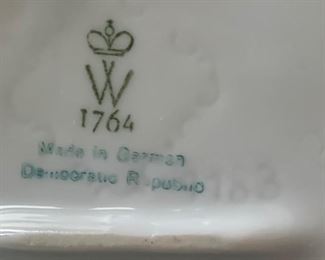 W
1764
Made in German
Democratic Republic